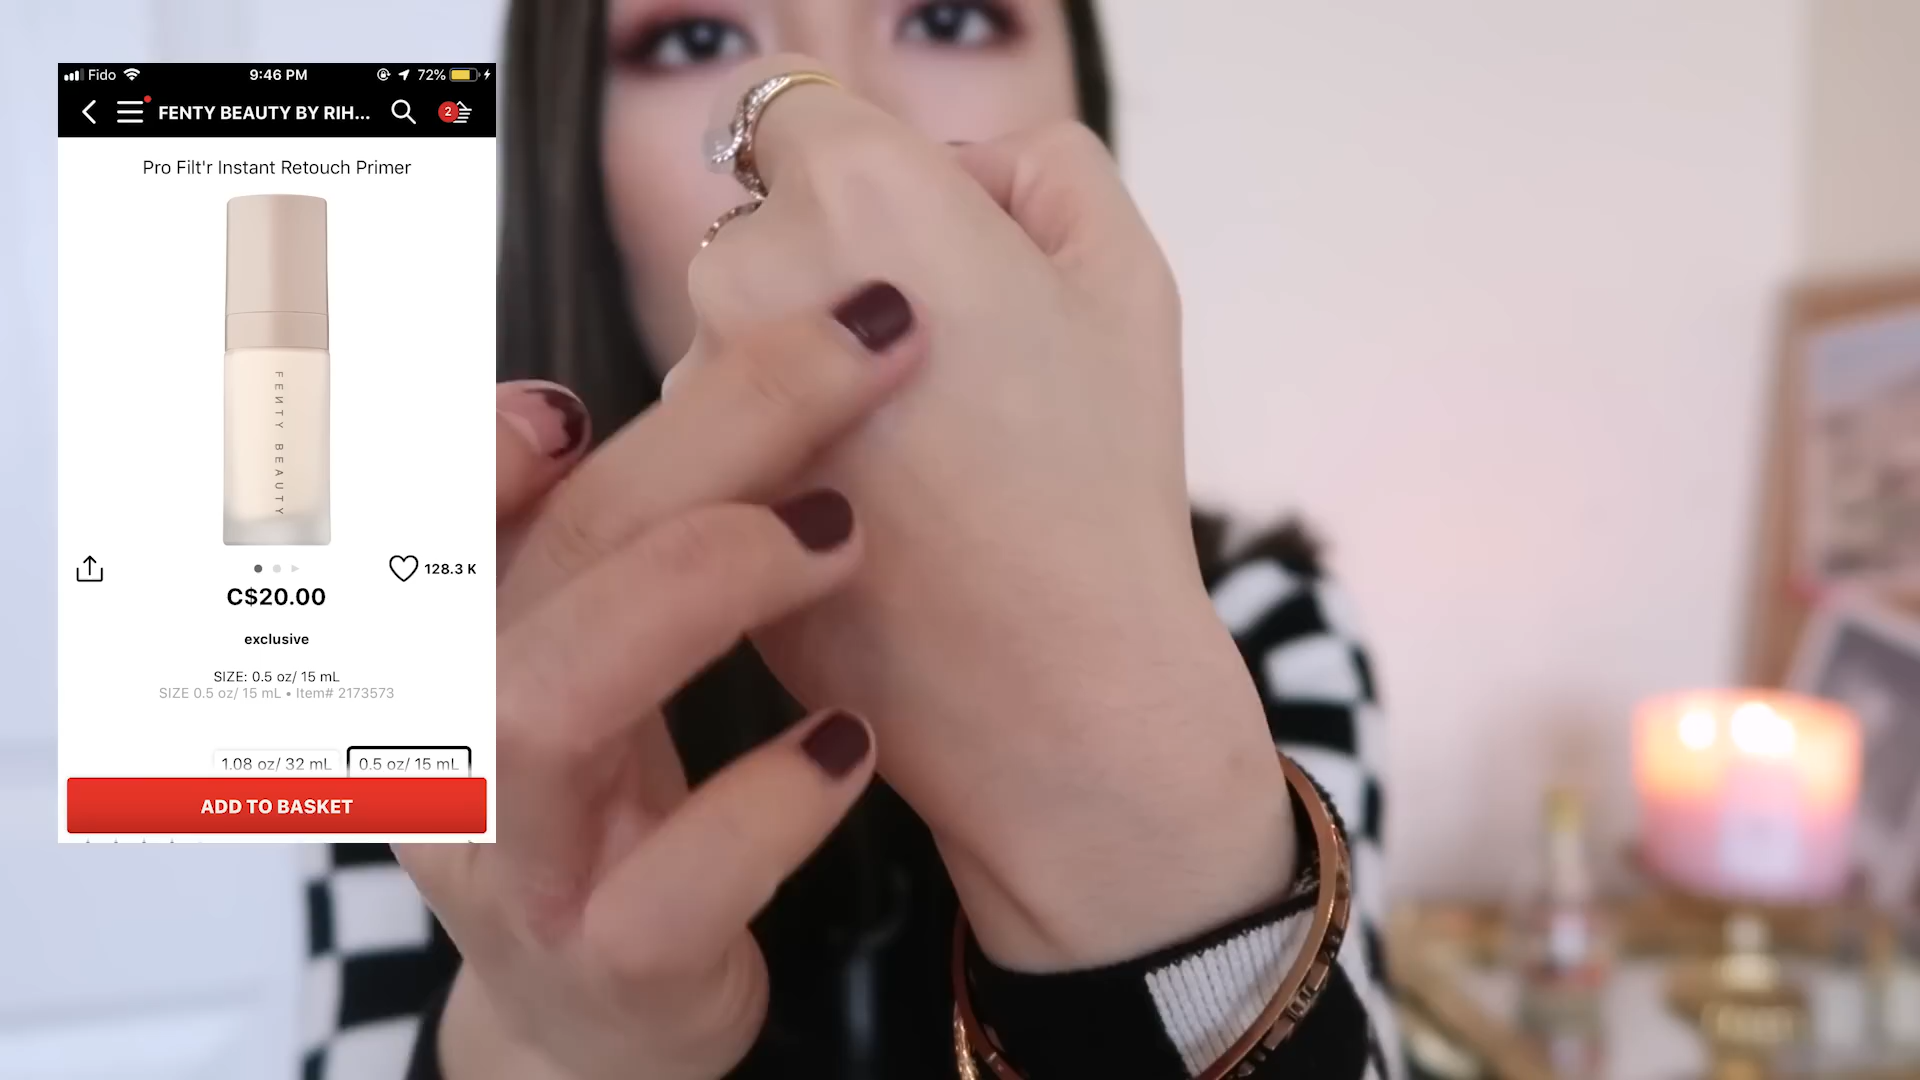 Fido 9:46 PM 72%
FENTY BEAUTY BY RIH... 2
Pro Filt'r Instant Retouch Primer
FENTY BEAUTY
128.3 K
C$20.00
exclusive
SIZE: 0.5 oz/ 15 mL
SIZE 0.5 oz/ 15 mL • Item# 2173573
1.08 oz/ 32 mL 0.5 oz/ 15 mL
ADD TO BASKET